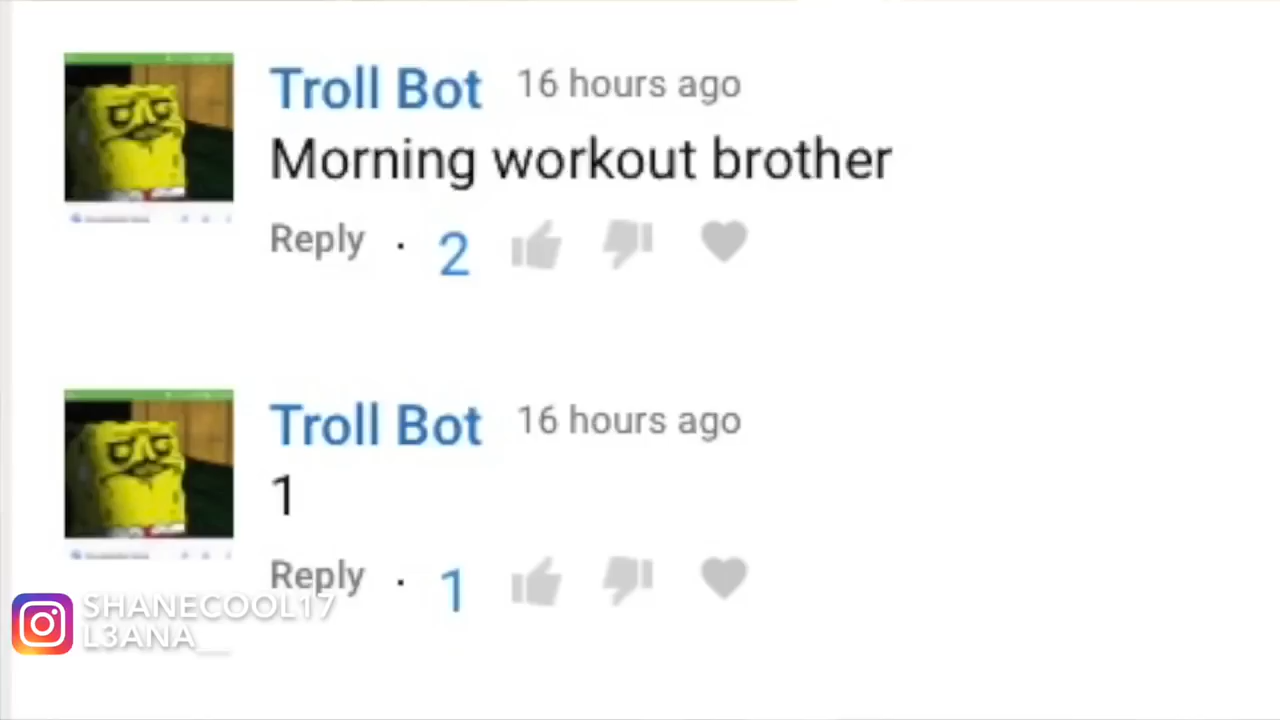 Troll Bot 16 hours ago
Morning workout brother
Reply · 2
Troll Bot 16 hours ago
1
Reply · 1
SHANECOOL17
L3ANA__